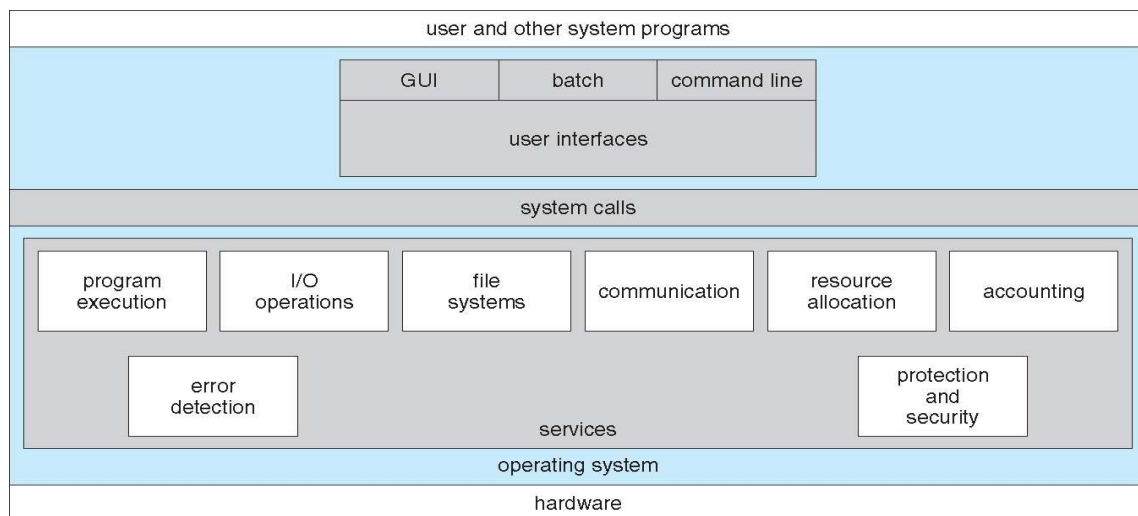 user and other system programs
GUI
batch
command line
user interfaces
system calls
program
execution
I/O
operations
file
systems
communication
resource
allocation
accounting
error
detection
protection
and
security
services
operating system
hardware